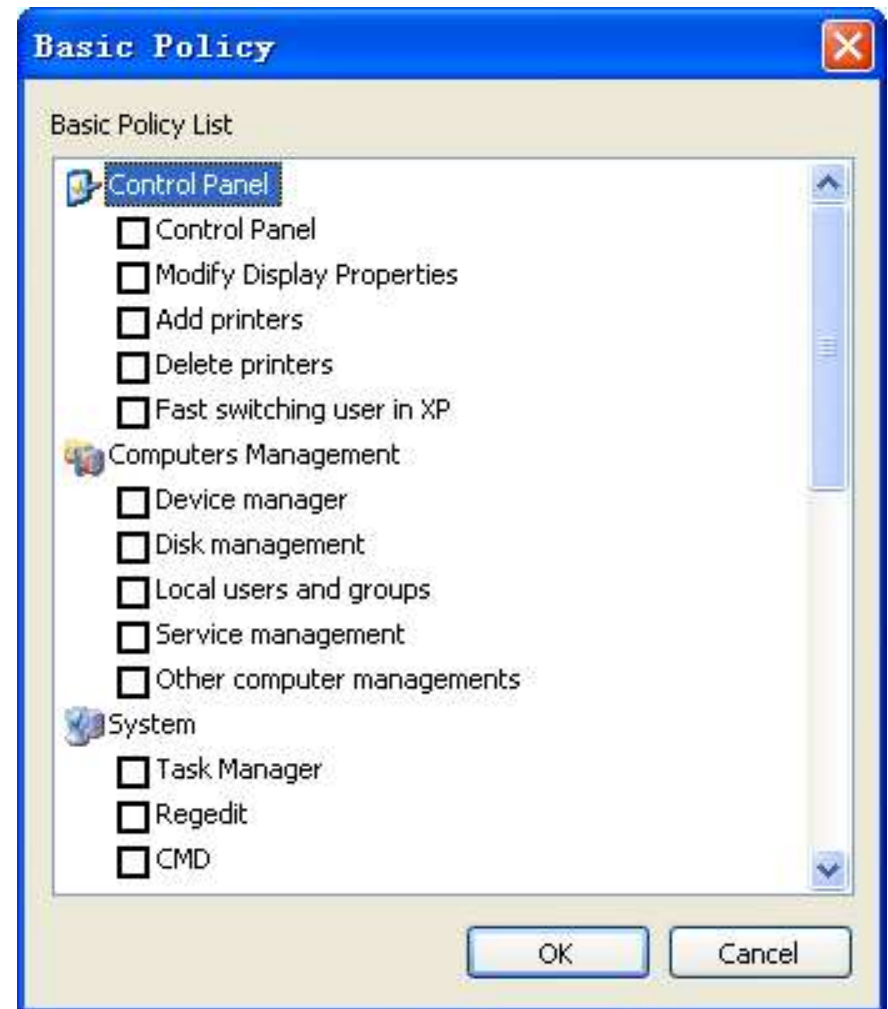 Basic Policy
Basic Policy List
Control Panel
Control Panel
Modify Display Properties
Add printers
Delete printers
Fast switching user in XP
Computers Management
Device manager
Disk management
Local users and groups
Service management
Other computer managements
System
Task Manager
Regedit
CMD
OK Cancel